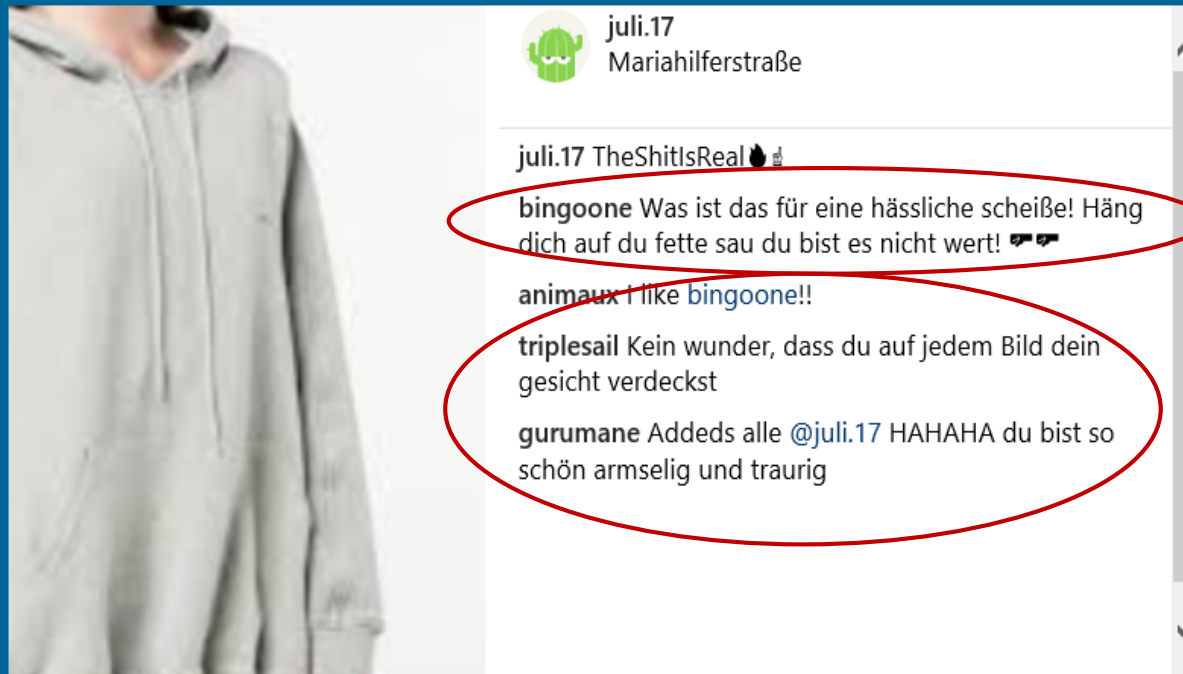 juli.17
Mariahilferstraße
juli.17 TheShitIsReal🔥☝
bingoone Was ist das für eine hässliche scheiße! Häng
dich auf du fette sau du bist es nicht wert! 🔫🔫
animaux I like bingoone!!
triplesail Kein wunder, dass du auf jedem Bild dein
gesicht verdeckst
gurumane Addeds alle @juli.17 HAHAHA du bist so
schön armselig und traurig